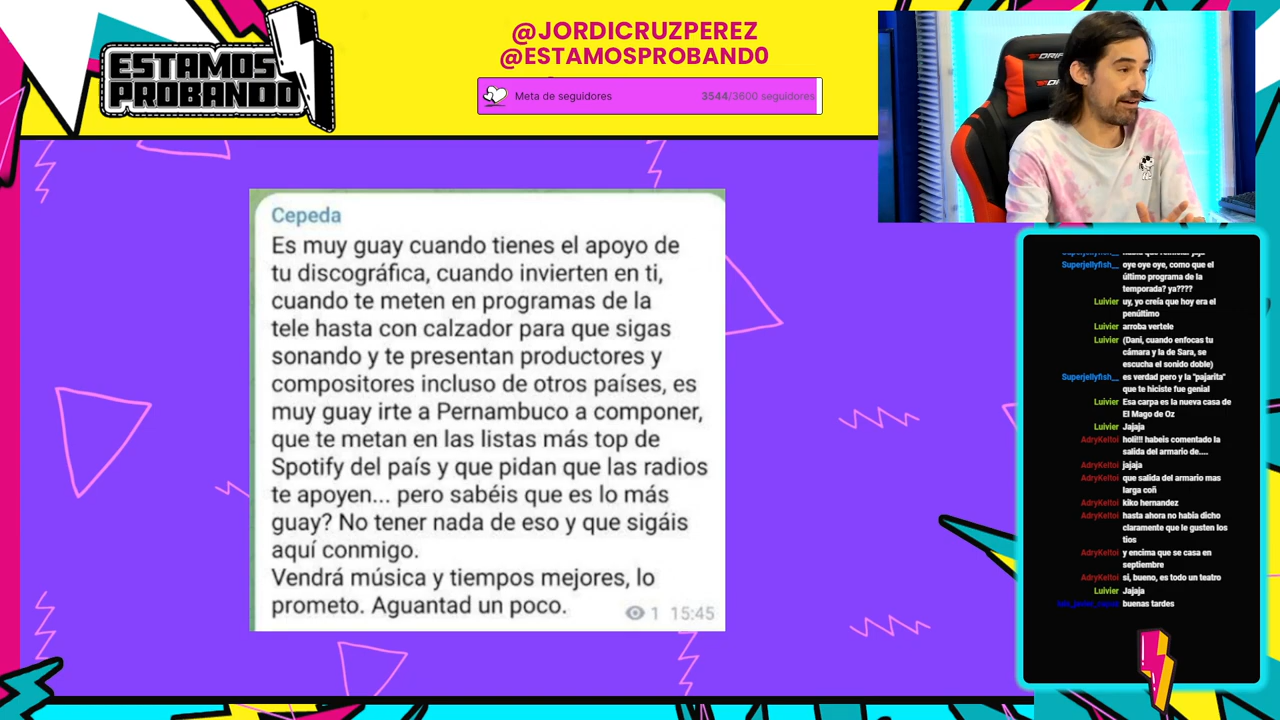 ESTAMOS
PROBANDO
@JORDICRUZPEREZ
@ESTAMOSPROBAND0
Meta de seguidores 3544/3600 seguidores
Cepeda
Es muy guay cuando tienes el apoyo de
tu discográfica, cuando invierten en ti,
cuando te meten en programas de la
tele hasta con calzador para que sigas
sonando y te presentan productores y
compositores incluso de otros países, es
muy guay irte a Pernambuco a componer,
que te metan en las listas más top de
Spotify del país y que pidan que las radios
te apoyen... pero sabéis que es lo más
guay? No tener nada de eso y que sigáis
aquí conmigo.
Vendrá música y tiempos mejores, lo
prometo. Aguantad un poco.
1 15:45
Superjellyfish__ oye oye oye, como que el
último programa de la
temporada? ya????
Luivier uy, yo creía que hoy era el
penúltimo
Luivier arroba vertele
Luivier (Dani, cuando enfocas tu
cámara y la de Sara, se
escucha el sonido doble)
Superjellyfish__ es verdad pero y la "pajarita"
que te hiciste fue genial
Luivier Esa carpa es la nueva casa de
El Mago de Oz
Luivier Jajaja
AdryKeltoi holi!!! habeis comentado la
salida del armario de....
AdryKeltoi jajaja
AdryKeltoi que salida del armario mas
larga coñ
AdryKeltoi kiko hernandez
AdryKeltoi hasta ahora no habia dicho
claramente que le gusten los
tios
AdryKeltoi y encima que se casa en
septiembre
AdryKeltoi si, bueno, es todo un teatro
Luivier Jajaja
buenas tardes